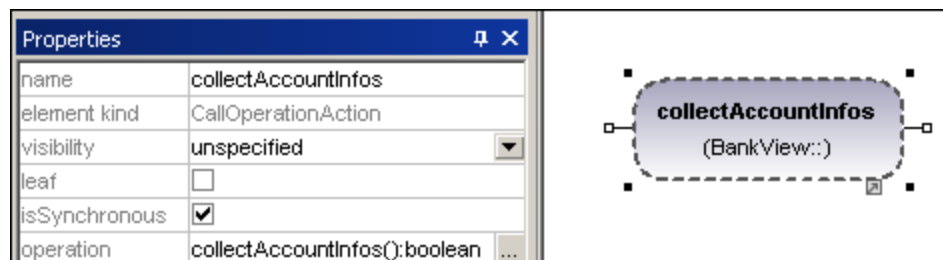 Properties
name collectAccountInfos
element kind CallOperationAction
visibility unspecified
leaf
isSynchronous
operation collectAccountInfos():boolean ...
collectAccountInfos
(BankView::)